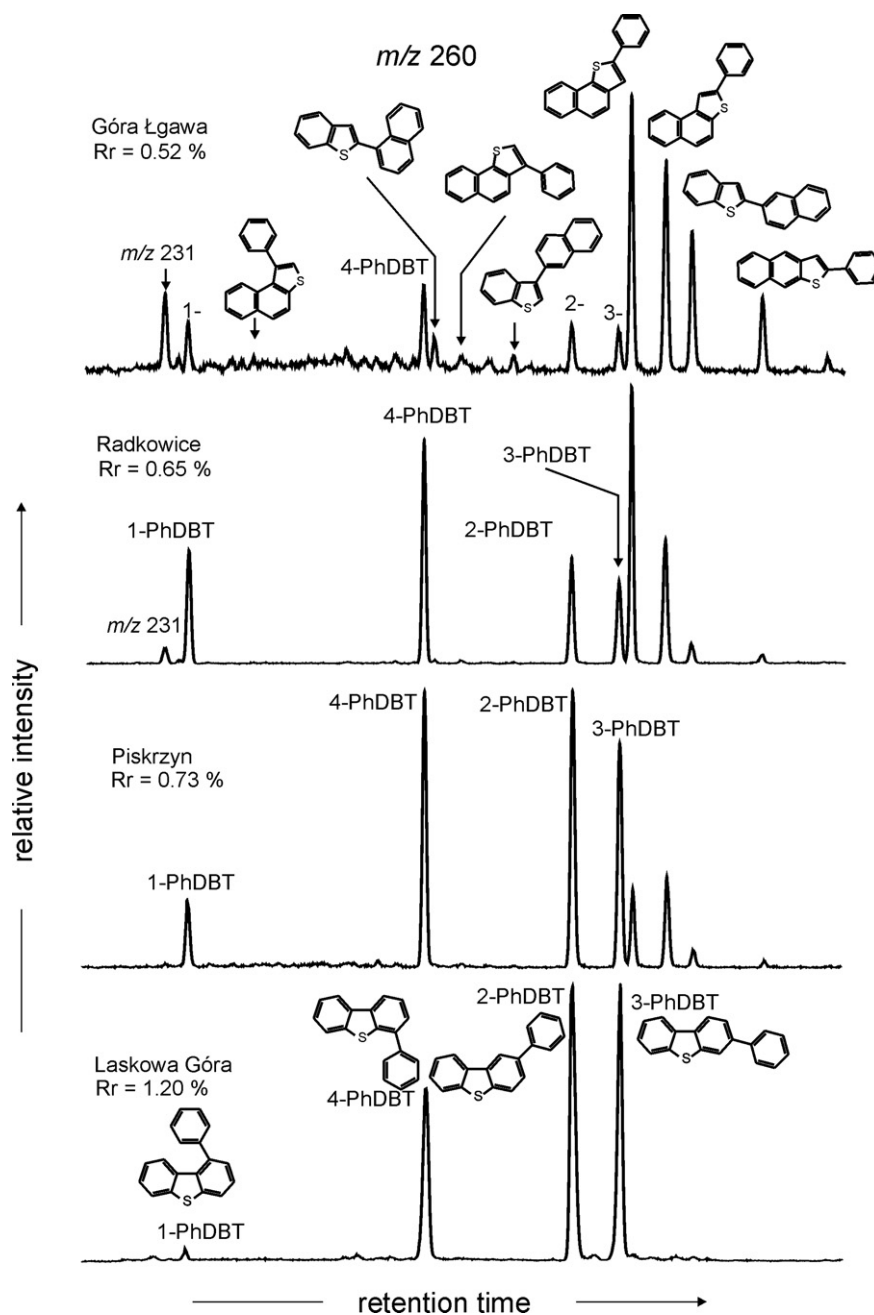 m/z 260
Góra Łgawa
Rr = 0.52 %
m/z 231
1-
4-PhDBT
2-
3-
S
S
S
S
S
S
S
S
Radkowice
Rr = 0.65 %
4-PhDBT
3-PhDBT
1-PhDBT
2-PhDBT
m/z 231
Piskrzyn
Rr = 0.73 %
4-PhDBT
2-PhDBT
3-PhDBT
1-PhDBT
Laskowa Góra
Rr = 1.20 %
2-PhDBT
3-PhDBT
4-PhDBT
1-PhDBT
S
S
S
S
relative intensity
retention time